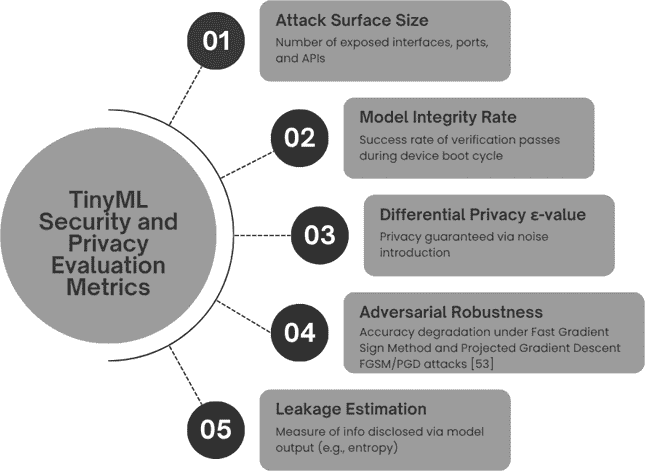 TinyML
Security and
Privacy
Evaluation
Metrics
01
Attack Surface Size
Number of exposed interfaces, ports,
and APIs
02
Model Integrity Rate
Success rate of verification passes
during device boot cycle
03
Differential Privacy ε-value
Privacy guaranteed via noise
introduction
04
Adversarial Robustness
Accuracy degradation under Fast Gradient
Sign Method and Projected Gradient Descent
FGSM/PGD attacks [53]
05
Leakage Estimation
Measure of info disclosed via model
output (e.g., entropy)